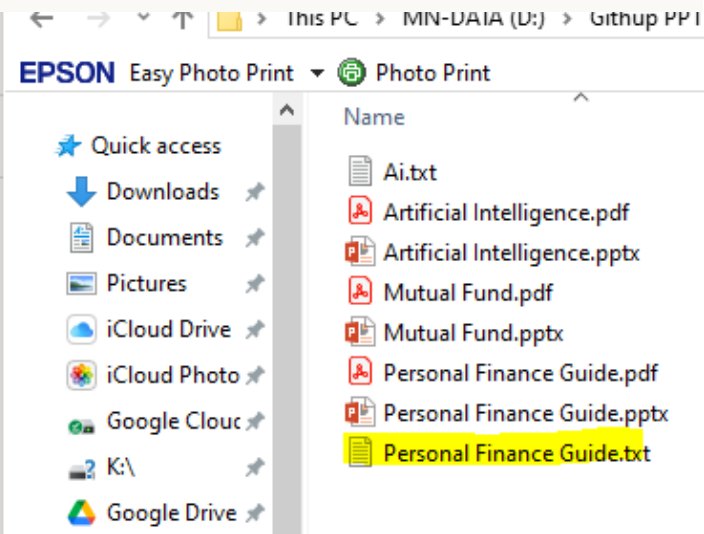 This PC > MN-DATA (D:) > Githup PPT
EPSON Easy Photo Print Photo Print
Quick access
Downloads
Documents
Pictures
iCloud Drive
iCloud Photo
Google Clouc
K:\
Google Drive
Name
Ai.txt
Artificial Intelligence.pdf
Artificial Intelligence.pptx
Mutual Fund.pdf
Mutual Fund.pptx
Personal Finance Guide.pdf
Personal Finance Guide.pptx
Personal Finance Guide.txt